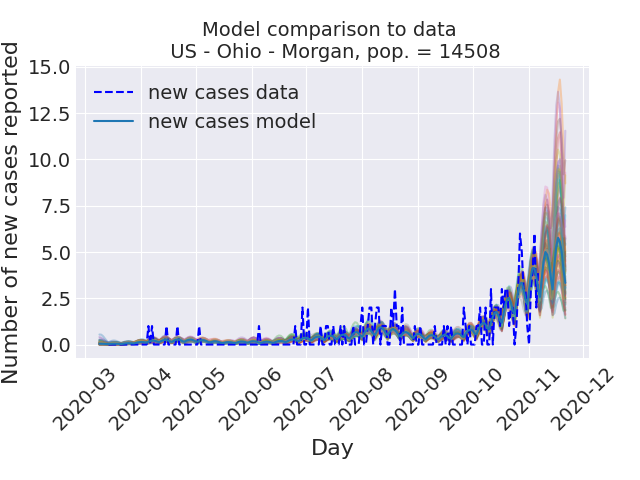 Model comparison to data
US - Ohio - Morgan, pop. = 14508
new cases data
new cases model
Number of new cases reported
15.0
12.5
10.0
7.5
5.0
2.5
0.0
2020-03
2020-04
2020-05
2020-06
2020-07
2020-08
2020-09
2020-10
2020-11
2020-12
Day